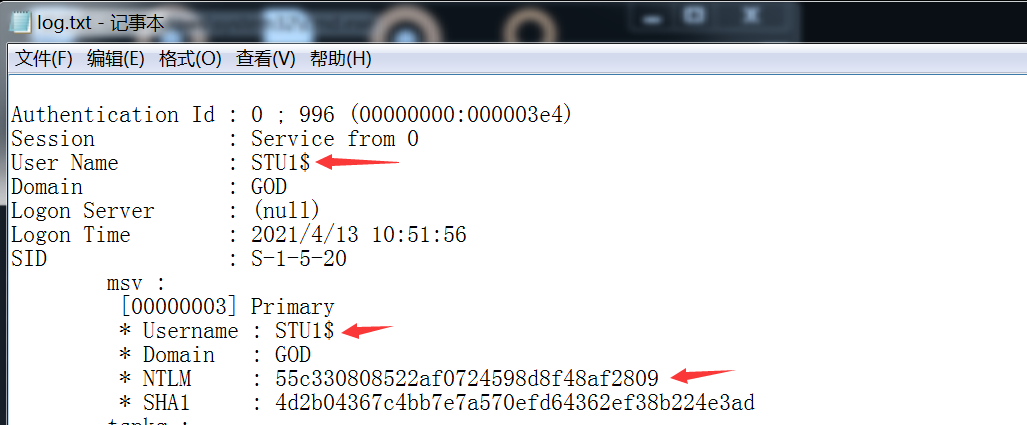 log.txt - 记事本
文件(F) 编辑(E) 格式(O) 查看(V) 帮助(H)
Authentication Id : 0 ; 996 (00000000:000003e4)
Session : Service from 0
User Name : STU1$
Domain : GOD
Logon Server : (null)
Logon Time : 2021/4/13 10:51:56
SID : S-1-5-20
msv :
[00000003] Primary
* Username : STU1$
* Domain : GOD
* NTLM : 55c330808522af0724598d8f48af2809
* SHA1 : 4d2b04367c4bb7e7a570efd64362ef38b224e3ad